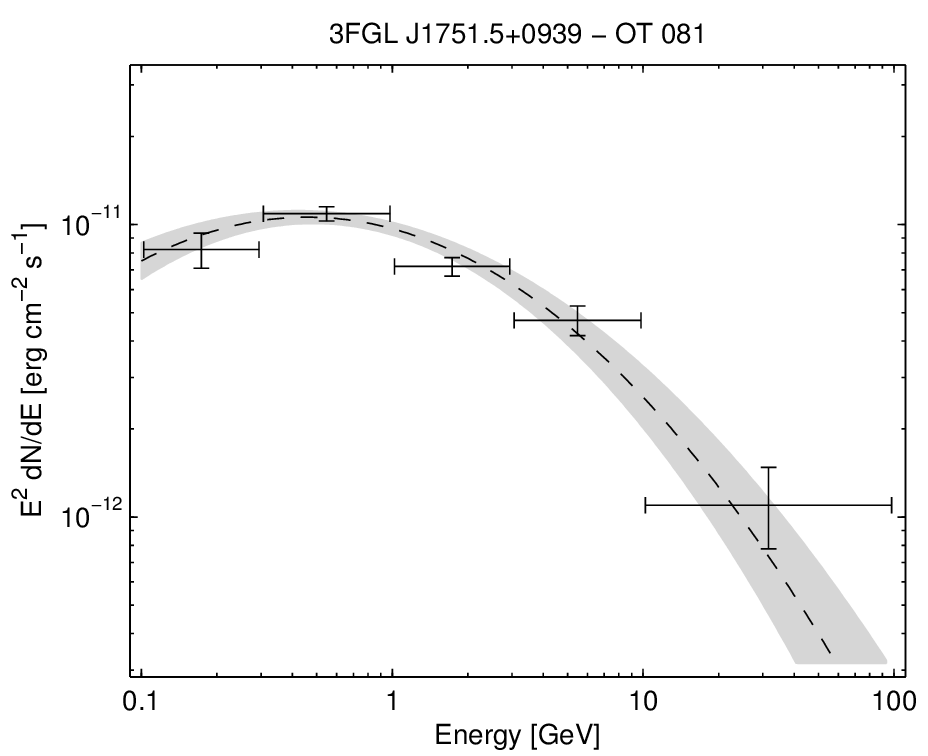 3FGL J1751.5+0939 − OT 081
E² dN/dE [erg cm⁻² s⁻¹]
10⁻¹¹
10⁻¹²
0.1 1 10 100
Energy [GeV]